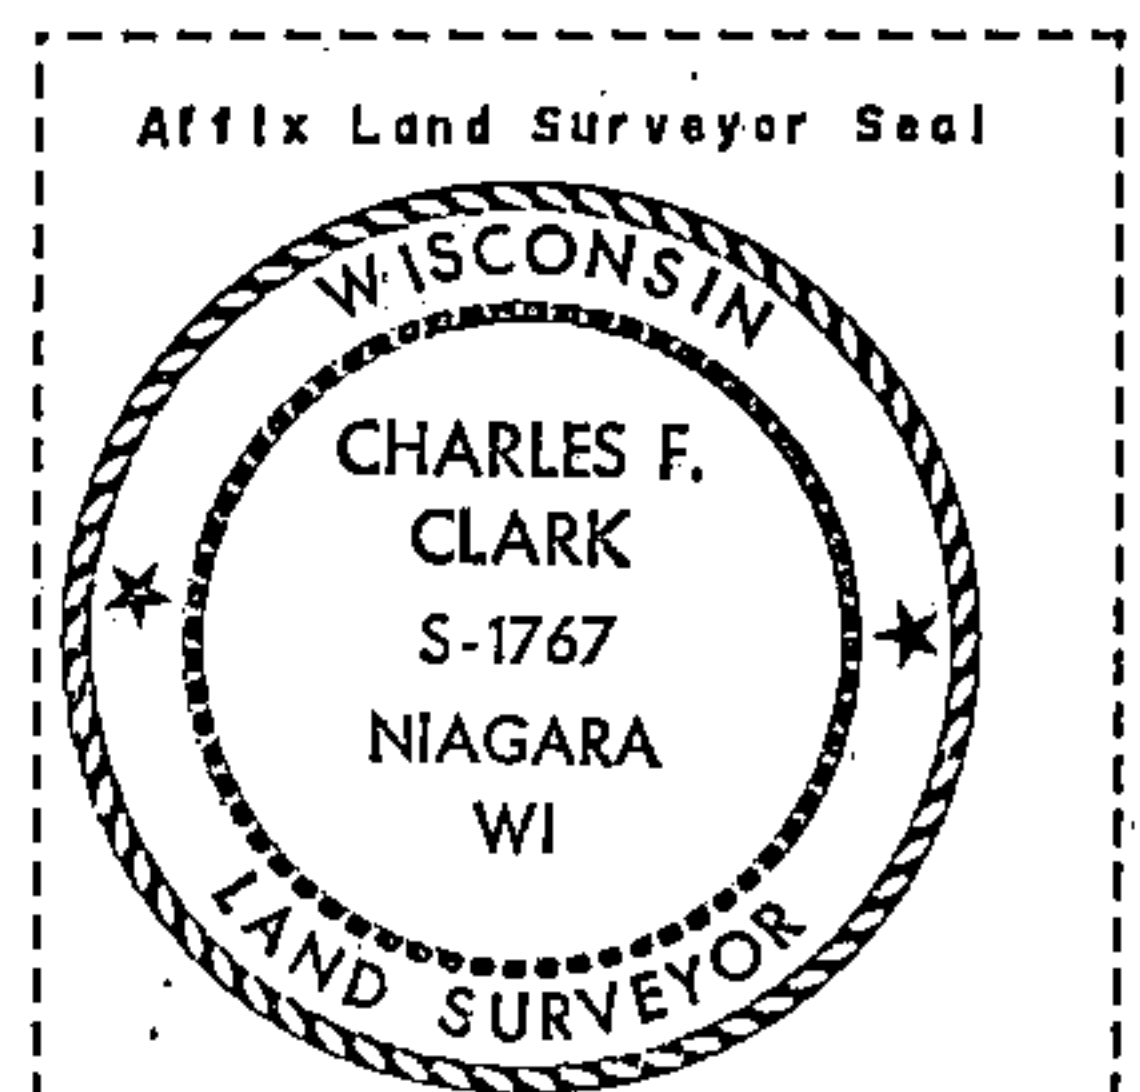 Affix Land Surveyor Seal
WISCONSIN
CHARLES F.
CLARK
S-1767
NIAGARA
WI
LAND SURVEYOR